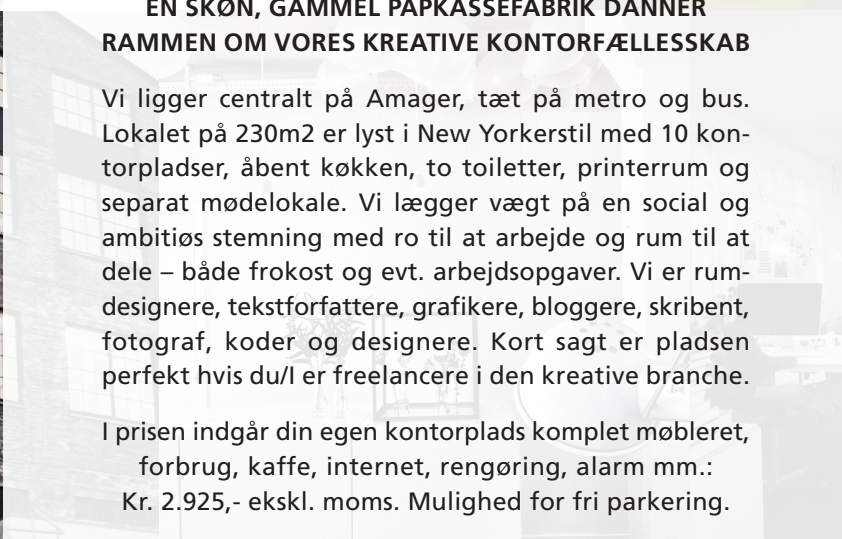 EN SKØN, GAMMEL PAPKASSEFABRIK DANNER
RAMMEN OM VORES KREATIVE KONTORFÆLLESSKAB
Vi ligger centralt på Amager, tæt på metro og bus.
Lokalet på 230m2 er lyst i New Yorkerstil med 10 kon-
torpladser, åbent køkken, to toiletter, printerrum og
separat mødelokale. Vi lægger vægt på en social og
ambitiøs stemning med ro til at arbejde og rum til at
dele – både frokost og evt. arbejdsopgaver. Vi er rum-
designere, tekstforfattere, grafikere, bloggere, skribent,
fotograf, koder og designere. Kort sagt er pladsen
perfekt hvis du/I er freelancere i den kreative branche.
I prisen indgår din egen kontorplads komplet møbleret,
forbrug, kaffe, internet, rengøring, alarm mm.:
Kr. 2.925,- ekskl. moms. Mulighed for fri parkering.